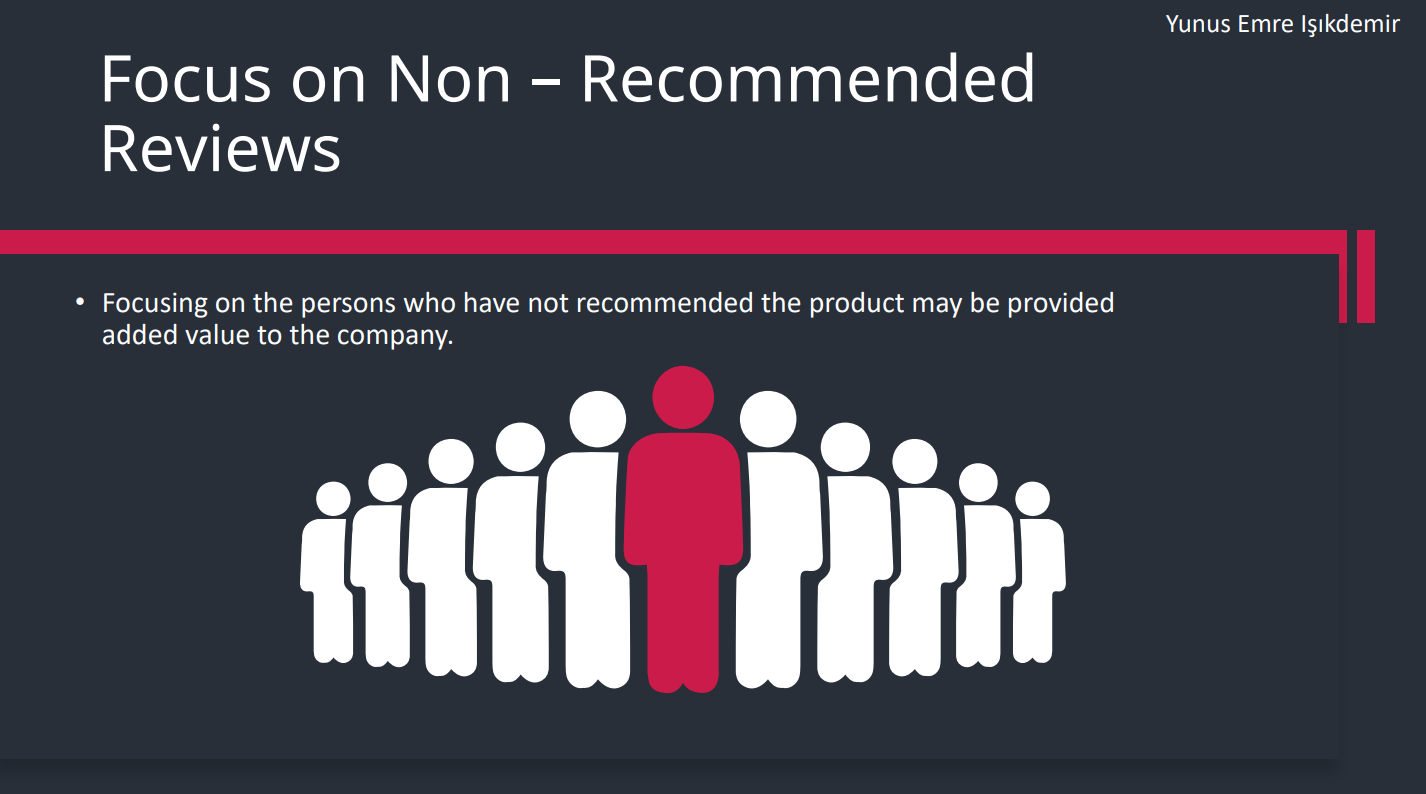 Yunus Emre Işıkdemir
Focus on Non – Recommended
Reviews
• Focusing on the persons who have not recommended the product may be provided
added value to the company.